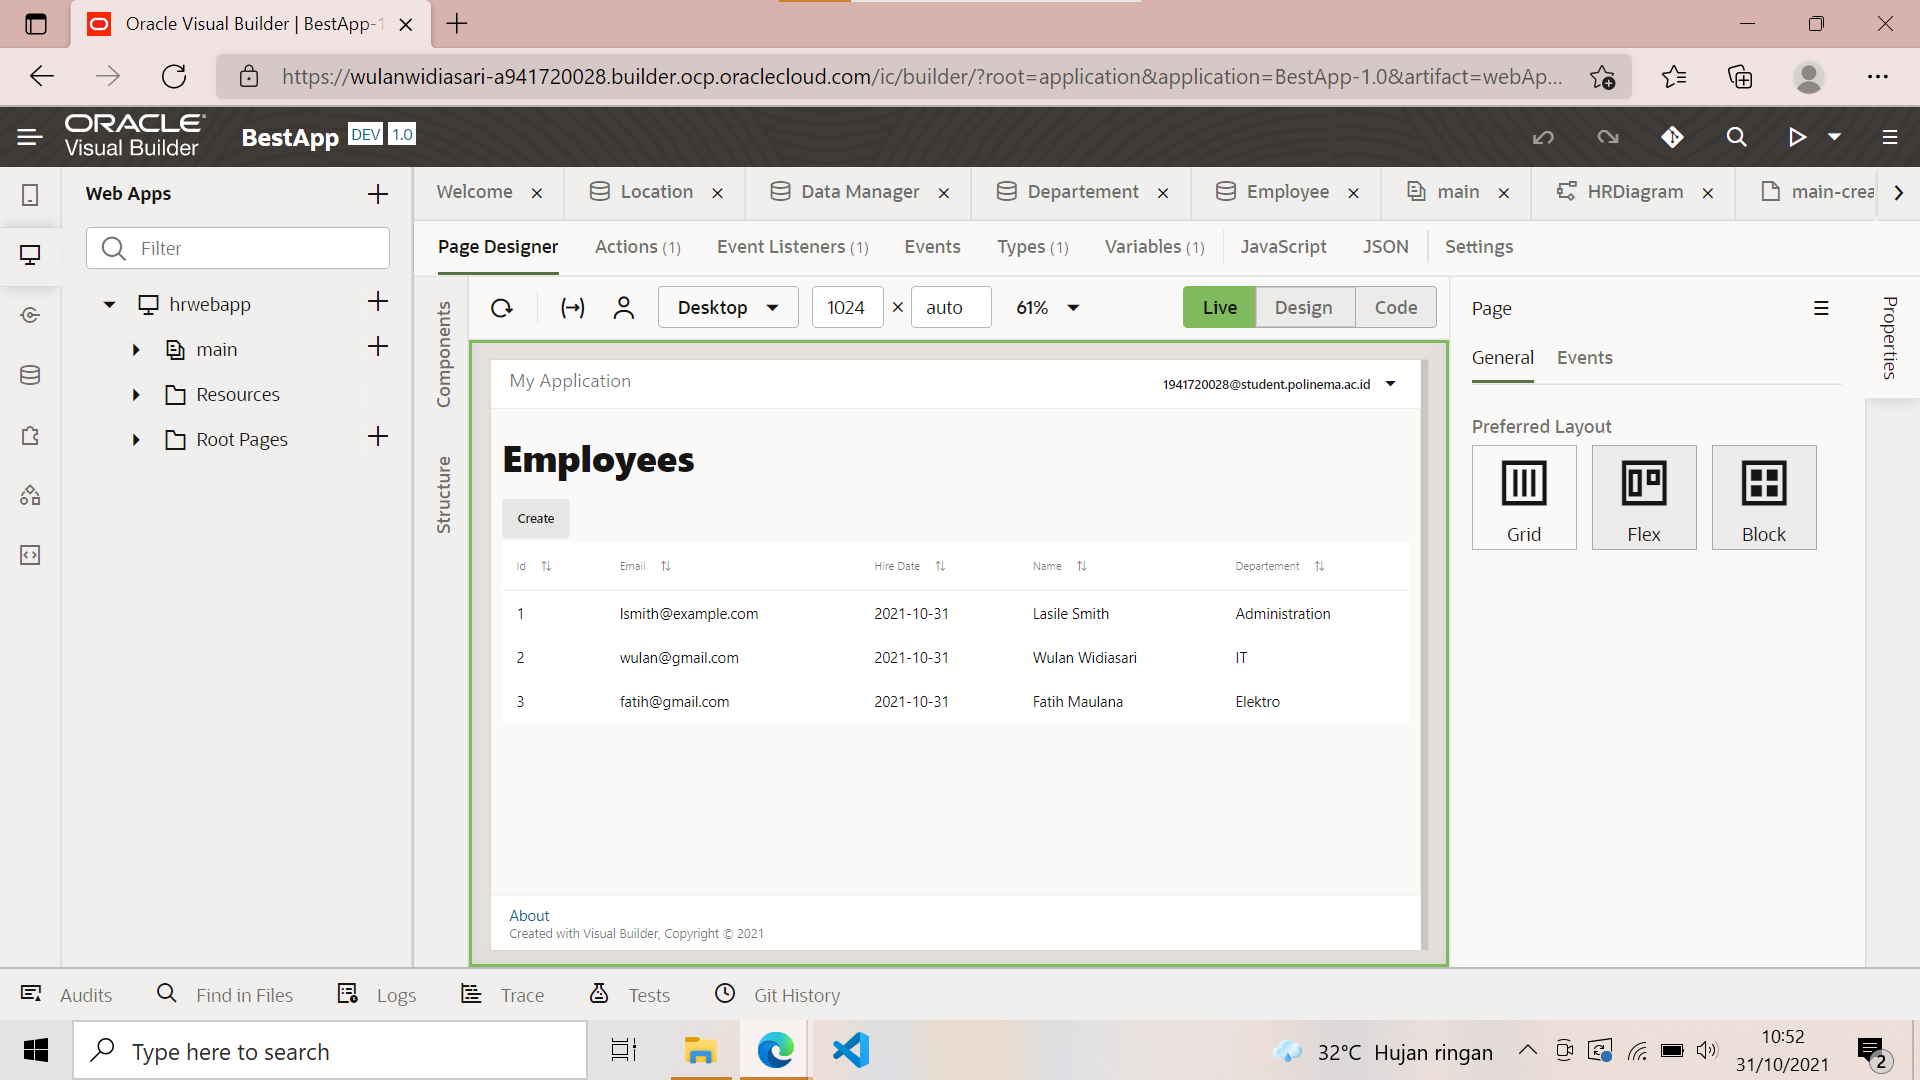 Oracle Visual Builder | BestApp-1
https://wulanwidiasari-a941720028.builder.ocp.oraclecloud.com/ic/builder/?root=application&application=BestApp-1.0&artifact=webAp...
ORACLE
Visual Builder
BestApp DEV 1.0
Web Apps
Filter
hrwebapp
main
Resources
Root Pages
Welcome
Location
Data Manager
Departement
Employee
main
HRDiagram
main-crea
Page Designer
Actions (1)
Event Listeners (1)
Events
Types (1)
Variables (1)
JavaScript
JSON
Settings
Components
Structure
Desktop
1024 × auto
61%
Live
Design
Code
My Application
1941720028@student.polinema.ac.id
Employees
Create
Id Email Hire Date Name Departement
1 lsmith@example.com 2021-10-31 Lasile Smith Administration
2 wulan@gmail.com 2021-10-31 Wulan Widiasari IT
3 fatih@gmail.com 2021-10-31 Fatih Maulana Elektro
About
Created with Visual Builder, Copyright © 2021
Page
General
Events
Preferred Layout
Grid
Flex
Block
Properties
Audits
Find in Files
Logs
Trace
Tests
Git History
Type here to search
32°C Hujan ringan
10:52
31/10/2021
2